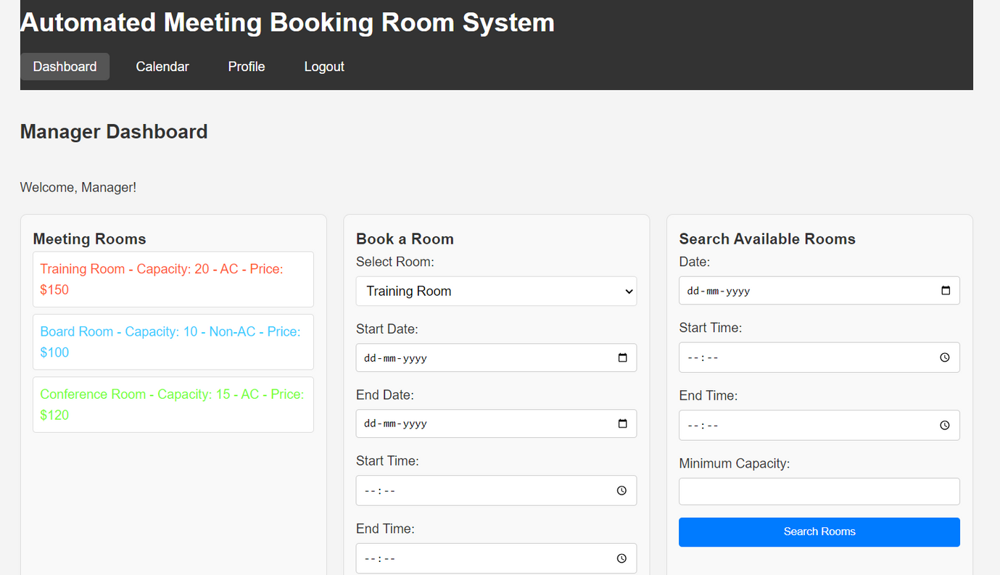 Automated Meeting Booking Room System
Dashboard Calendar Profile Logout
Manager Dashboard
Welcome, Manager!
Meeting Rooms
Training Room - Capacity: 20 - AC - Price:
$150
Board Room - Capacity: 10 - Non-AC - Price:
$100
Conference Room - Capacity: 15 - AC - Price:
$120
Book a Room
Select Room:
Training Room
Start Date:
dd-mm-yyyy
End Date:
dd-mm-yyyy
Start Time:
--:--
End Time:
--:--
Search Available Rooms
Date:
dd-mm-yyyy
Start Time:
--:--
End Time:
--:--
Minimum Capacity:
Search Rooms